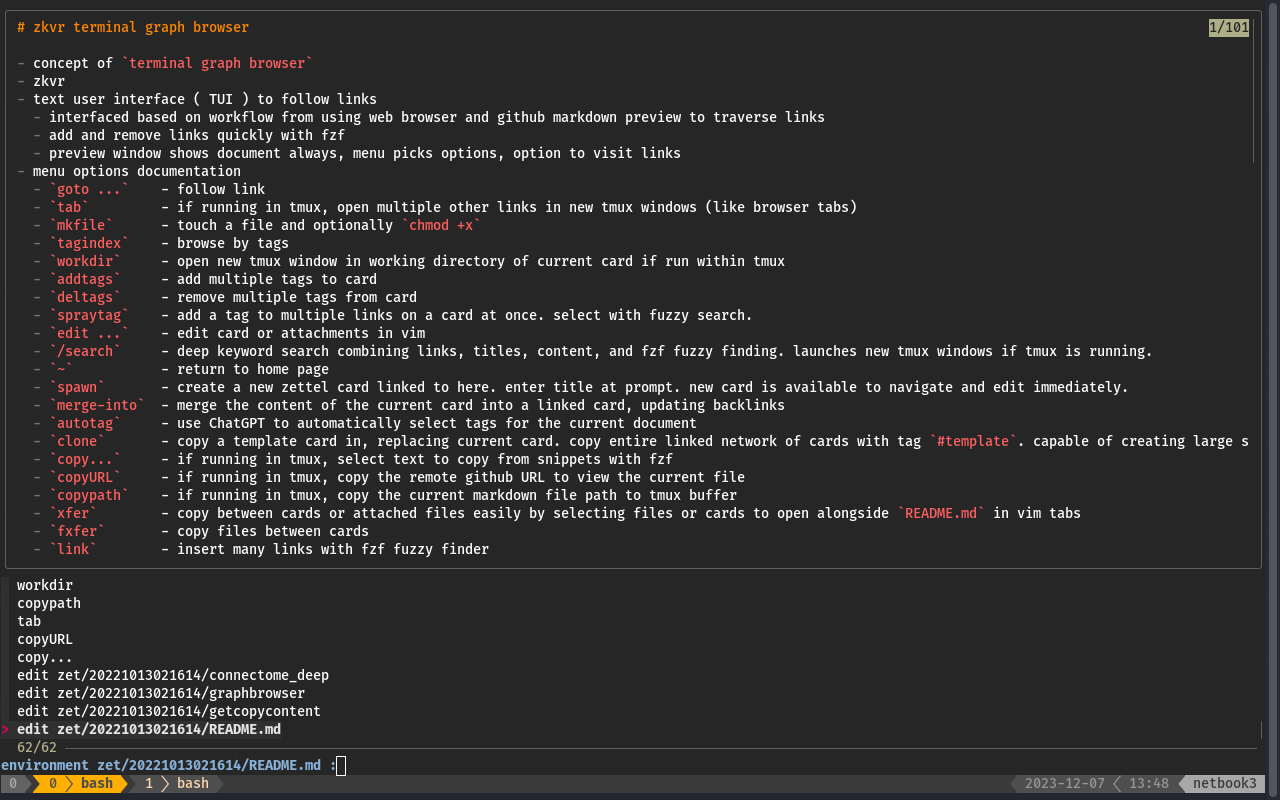 # zkvr terminal graph browser 1/101
- concept of `terminal graph browser`
- zkvr
- text user interface ( TUI ) to follow links
- interfaced based on workflow from using web browser and github markdown preview to traverse links
- add and remove links quickly with fzf
- preview window shows document always, menu picks options, option to visit links
- menu options documentation
- `goto ...` - follow link
- `tab` - if running in tmux, open multiple other links in new tmux windows (like browser tabs)
- `mkfile` - touch a file and optionally `chmod +x`
- `tagindex` - browse by tags
- `workdir` - open new tmux window in working directory of current card if run within tmux
- `addtags` - add multiple tags to card
- `deltags` - remove multiple tags from card
- `spraytag` - add a tag to multiple links on a card at once. select with fuzzy search.
- `edit ...` - edit card or attachments in vim
- `/search` - deep keyword search combining links, titles, content, and fzf fuzzy finding. launches new tmux windows if tmux is running.
- `~` - return to home page
- `spawn` - create a new zettel card linked to here. enter title at prompt. new card is available to navigate and edit immediately.
- `merge-into` - merge the content of the current card into a linked card, updating backlinks
- `autotag` - use ChatGPT to automatically select tags for the current document
- `clone` - copy a template card in, replacing current card. copy entire linked network of cards with tag `#template`. capable of creating large s
- `copy...` - if running in tmux, select text to copy from snippets with fzf
- `copyURL` - if running in tmux, copy the remote github URL to view the current file
- `copypath` - if running in tmux, copy the current markdown file path to tmux buffer
- `xfer` - copy between cards or attached files easily by selecting files or cards to open alongside `README.md` in vim tabs
- `fxfer` - copy files between cards
- `link` - insert many links with fzf fuzzy finder
workdir
copypath
tab
copyURL
copy...
edit zet/20221013021614/connectome_deep
edit zet/20221013021614/graphbrowser
edit zet/20221013021614/getcopycontent
> edit zet/20221013021614/README.md
62/62
environment zet/20221013021614/README.md :
0 0 bash 1 bash 2023-12-07 13:48 netbook3